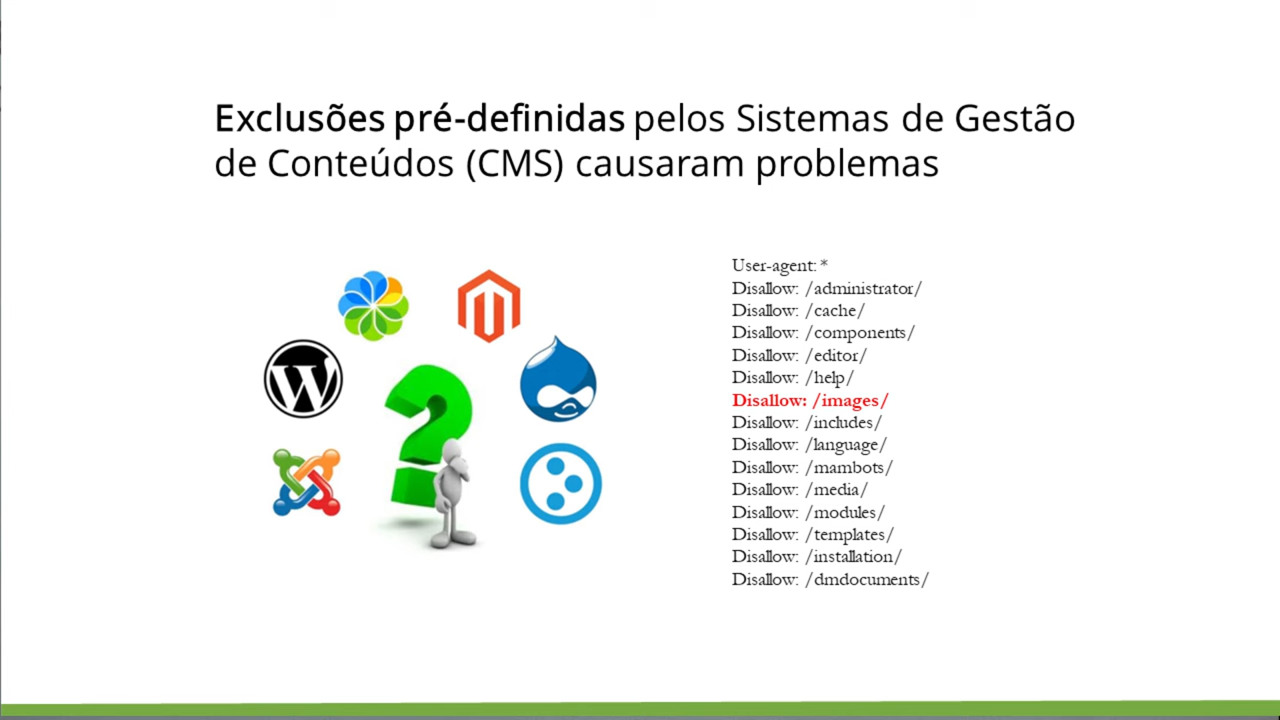 Exclusões pré-definidas pelos Sistemas de Gestão
de Conteúdos (CMS) causaram problemas
User-agent: *
Disallow: /administrator/
Disallow: /cache/
Disallow: /components/
Disallow: /editor/
Disallow: /help/
Disallow: /images/
Disallow: /includes/
Disallow: /language/
Disallow: /mambots/
Disallow: /media/
Disallow: /modules/
Disallow: /templates/
Disallow: /installation/
Disallow: /dmdocuments/